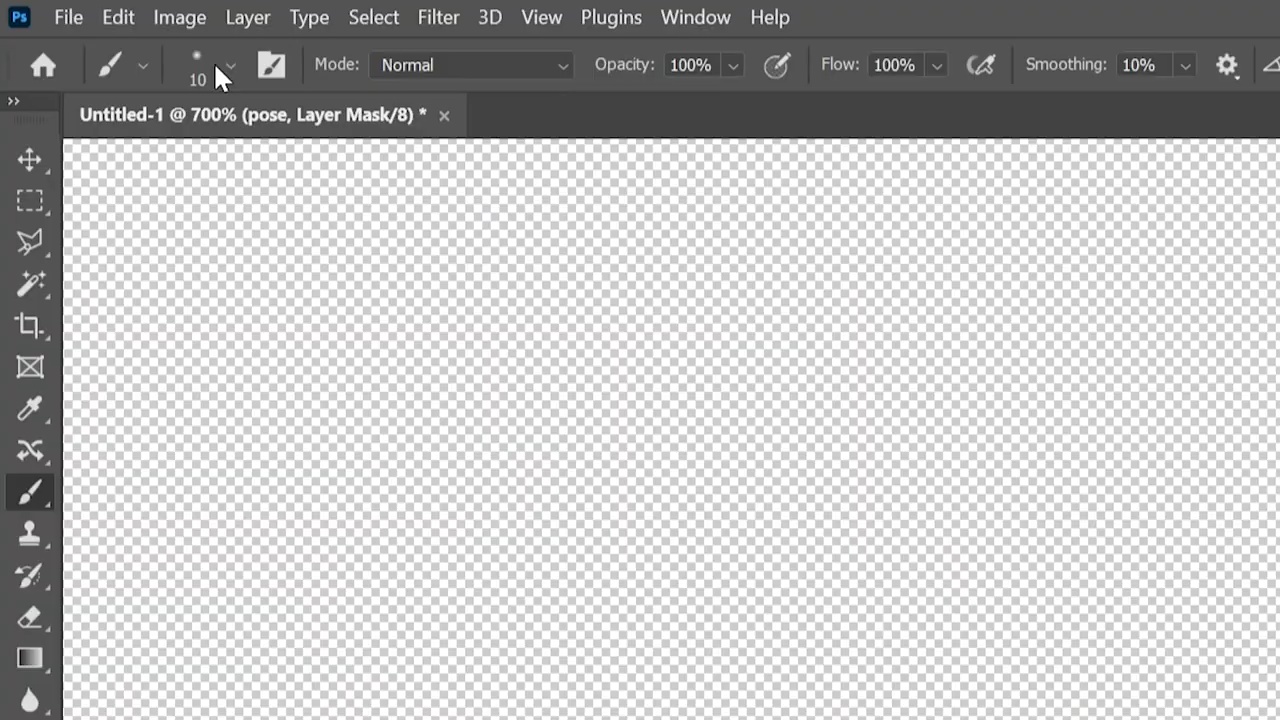 Ps File Edit Image Layer Type Select Filter 3D View Plugins Window Help
10 Mode: Normal Opacity: 100% Flow: 100% Smoothing: 10%
Untitled-1 @ 700% (pose, Layer Mask/8) *